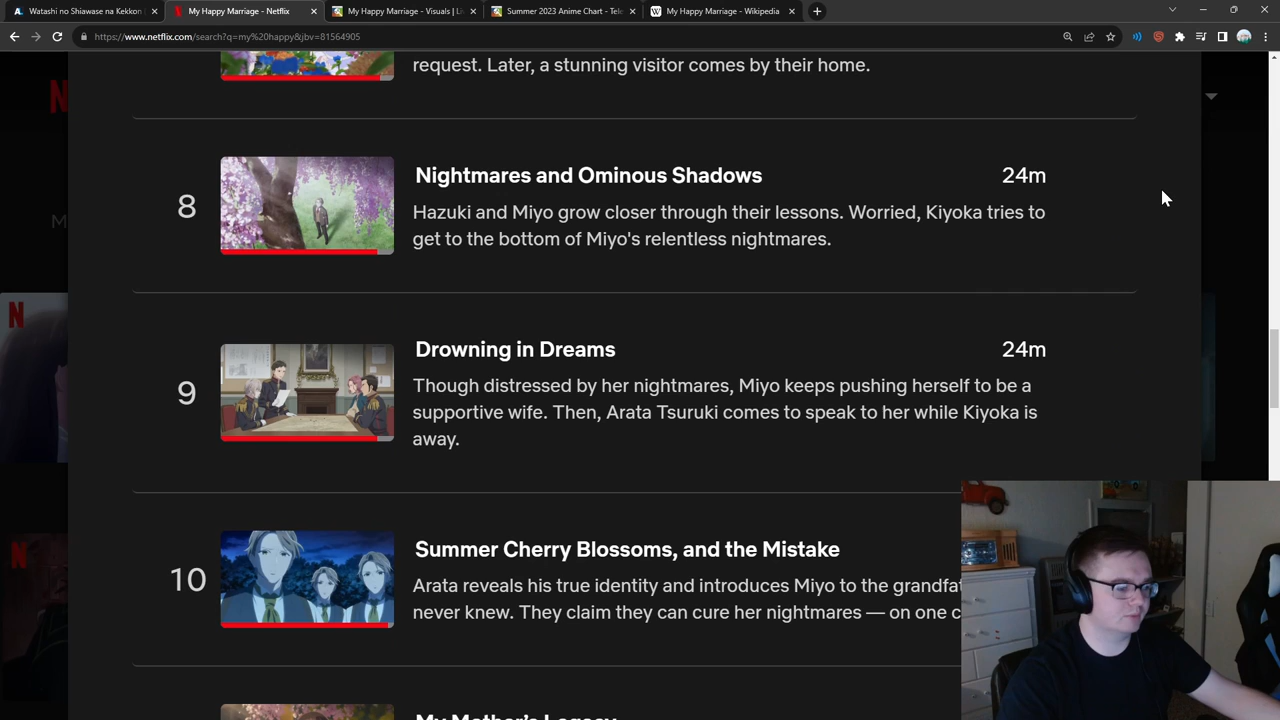 Watashi no Shiawase na Kekkon
My Happy Marriage - Netflix
My Happy Marriage - Visuals | Li
Summer 2023 Anime Chart - Tele
My Happy Marriage - Wikipedia
https://www.netflix.com/search?q=my%20happy&jbv=81564905
request. Later, a stunning visitor comes by their home.
8
Nightmares and Ominous Shadows
24m
Hazuki and Miyo grow closer through their lessons. Worried, Kiyoka tries to
get to the bottom of Miyo's relentless nightmares.
9
Drowning in Dreams
24m
Though distressed by her nightmares, Miyo keeps pushing herself to be a
supportive wife. Then, Arata Tsuruki comes to speak to her while Kiyoka is
away.
10
Summer Cherry Blossoms, and the Mistake
Arata reveals his true identity and introduces Miyo to the grandfat
never knew. They claim they can cure her nightmares — on one c
My Mother's Legacy